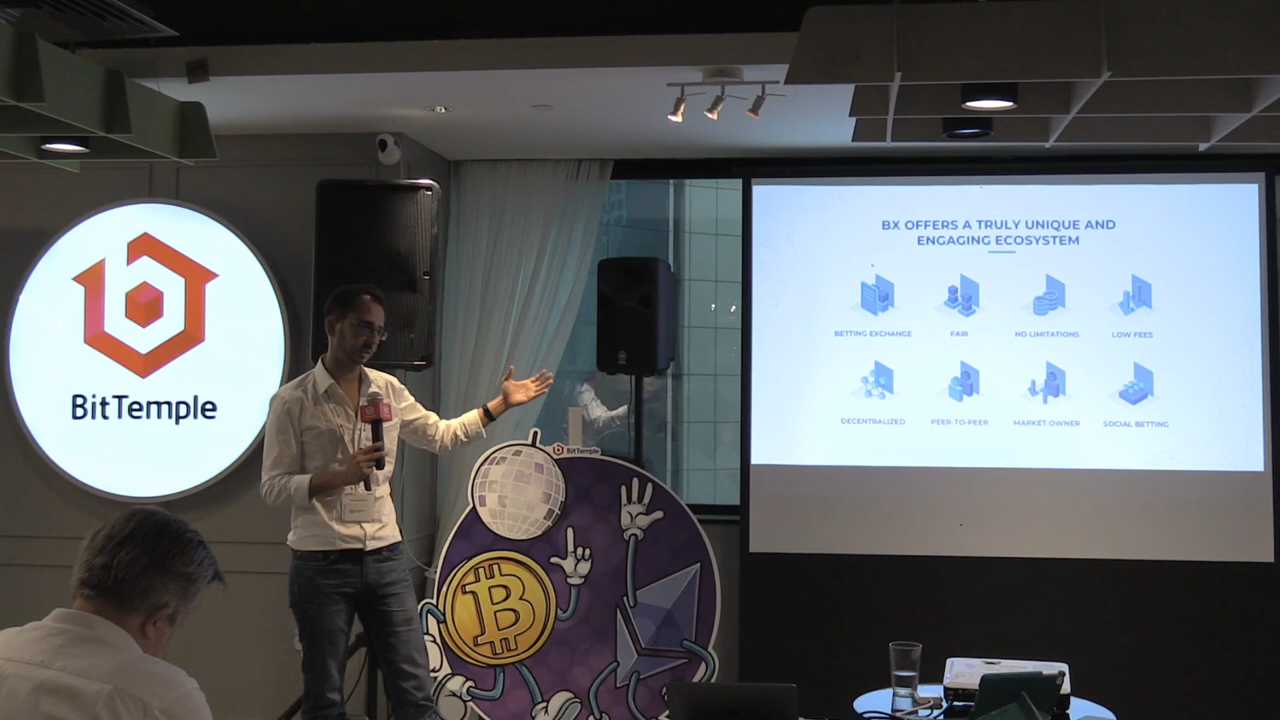 BitTemple
BitTemple
BX OFFERS A TRULY UNIQUE AND
ENGAGING ECOSYSTEM
BETTING EXCHANGE
FAIR
NO LIMITATIONS
LOW FEES
DECENTRALIZED
PEER-TO-PEER
MARKET OWNER
SOCIAL BETTING